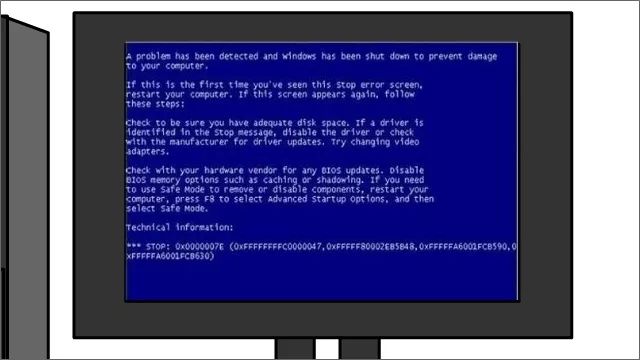 A problem has been detected and windows has been shut down to prevent damage
to your computer.
If this is the first time you've seen this Stop error screen,
restart your computer. If this screen appears again, follow
these steps:
Check to be sure you have adequate disk space. If a driver is
identified in the Stop message, disable the driver or check
with the manufacturer for driver updates. Try changing video
adapters.
Check with your hardware vendor for any BIOS updates. Disable
BIOS memory options such as caching or shadowing. If you need
to use Safe Mode to remove or disable components, restart your
computer, press F8 to select Advanced Startup Options, and then
select Safe Mode.
Technical information:
*** STOP: 0x0000007E (0xFFFFFFFFC0000047,0xFFFFF80002EB5B48,0xFFFFFA6001FCB590,0
xFFFFFA6001FCB630)